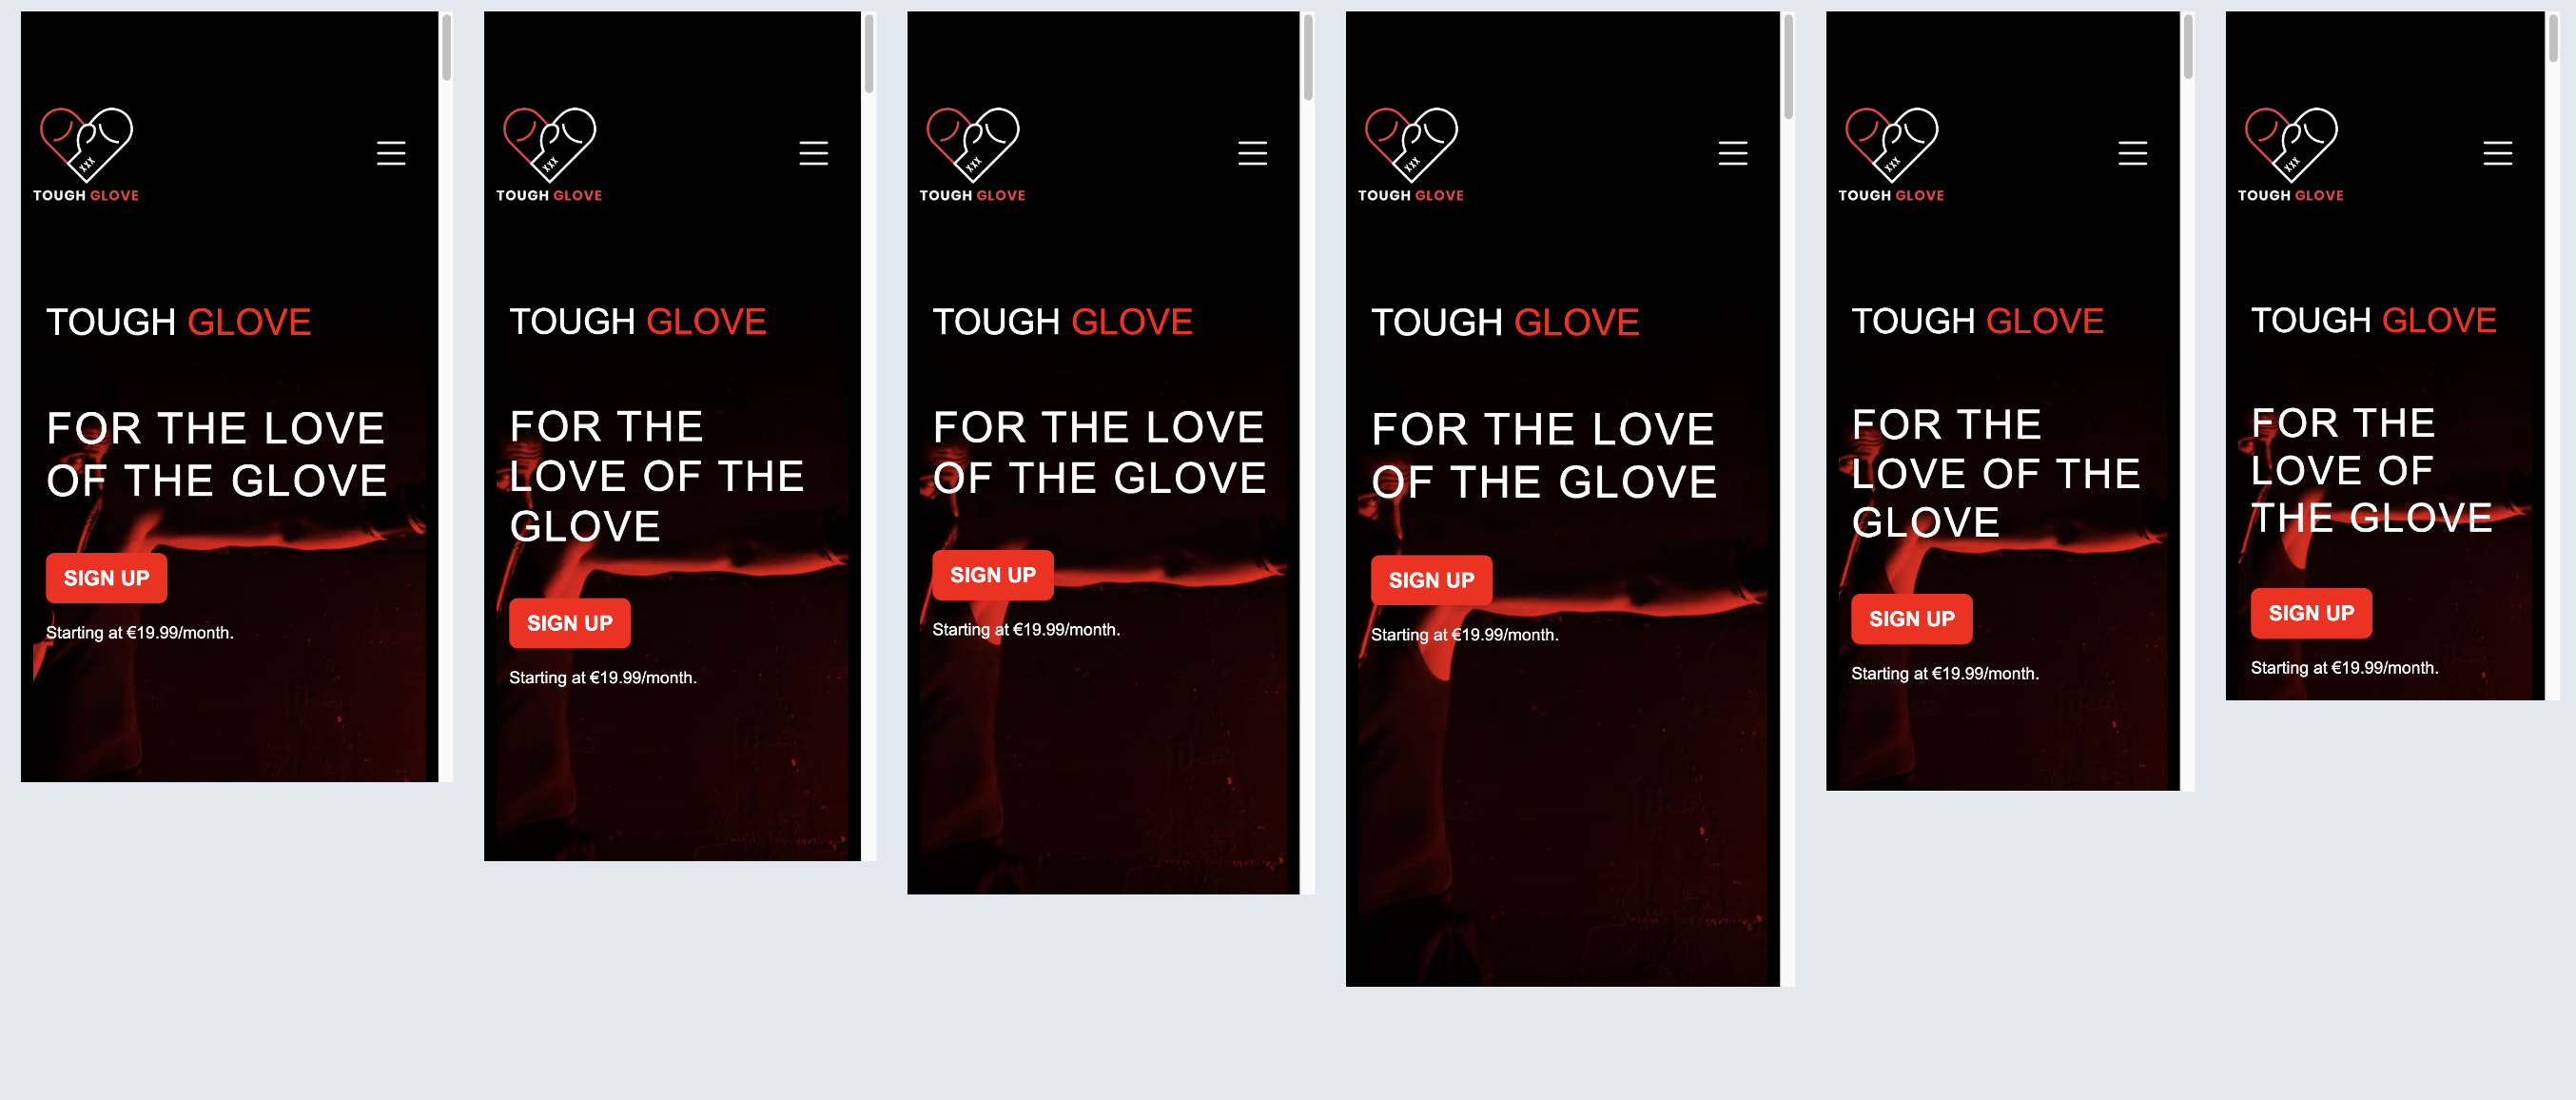 XXX
TOUGH GLOVE
TOUGH GLOVE
FOR THE LOVE
OF THE GLOVE
SIGN UP
Starting at €19.99/month.
XXX
TOUGH GLOVE
TOUGH GLOVE
FOR THE
LOVE OF THE
GLOVE
SIGN UP
Starting at €19.99/month.
XXX
TOUGH GLOVE
TOUGH GLOVE
FOR THE LOVE
OF THE GLOVE
SIGN UP
Starting at €19.99/month.
XXX
TOUGH GLOVE
TOUGH GLOVE
FOR THE LOVE
OF THE GLOVE
SIGN UP
Starting at €19.99/month.
XXX
TOUGH GLOVE
TOUGH GLOVE
FOR THE
LOVE OF THE
GLOVE
SIGN UP
Starting at €19.99/month.
XXX
TOUGH GLOVE
TOUGH GLOVE
FOR THE
LOVE OF
THE GLOVE
SIGN UP
Starting at €19.99/month.